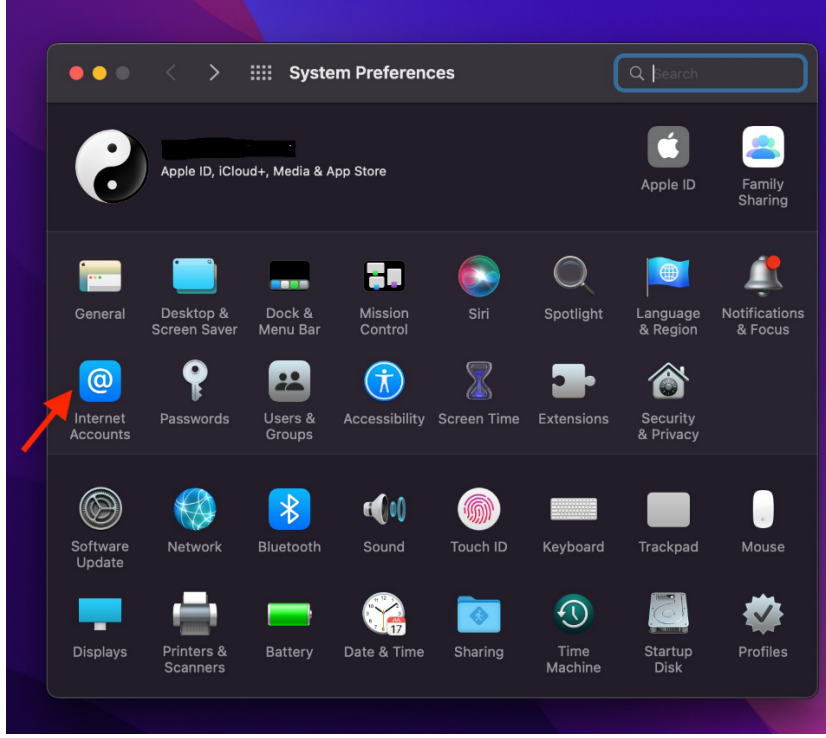 System Preferences
Search
Apple ID, iCloud+, Media & App Store
Apple ID
Family
Sharing
General
Desktop &
Screen Saver
Dock &
Menu Bar
Mission
Control
Siri
Spotlight
Language
& Region
Notifications
& Focus
@
Internet
Accounts
Passwords
Users &
Groups
Accessibility
Screen Time
Extensions
Security
& Privacy
Software
Update
Network
Bluetooth
Sound
Touch ID
Keyboard
Trackpad
Mouse
Displays
Printers &
Scanners
Battery
JUL
17
Date & Time
Sharing
Time
Machine
Startup
Disk
Profiles